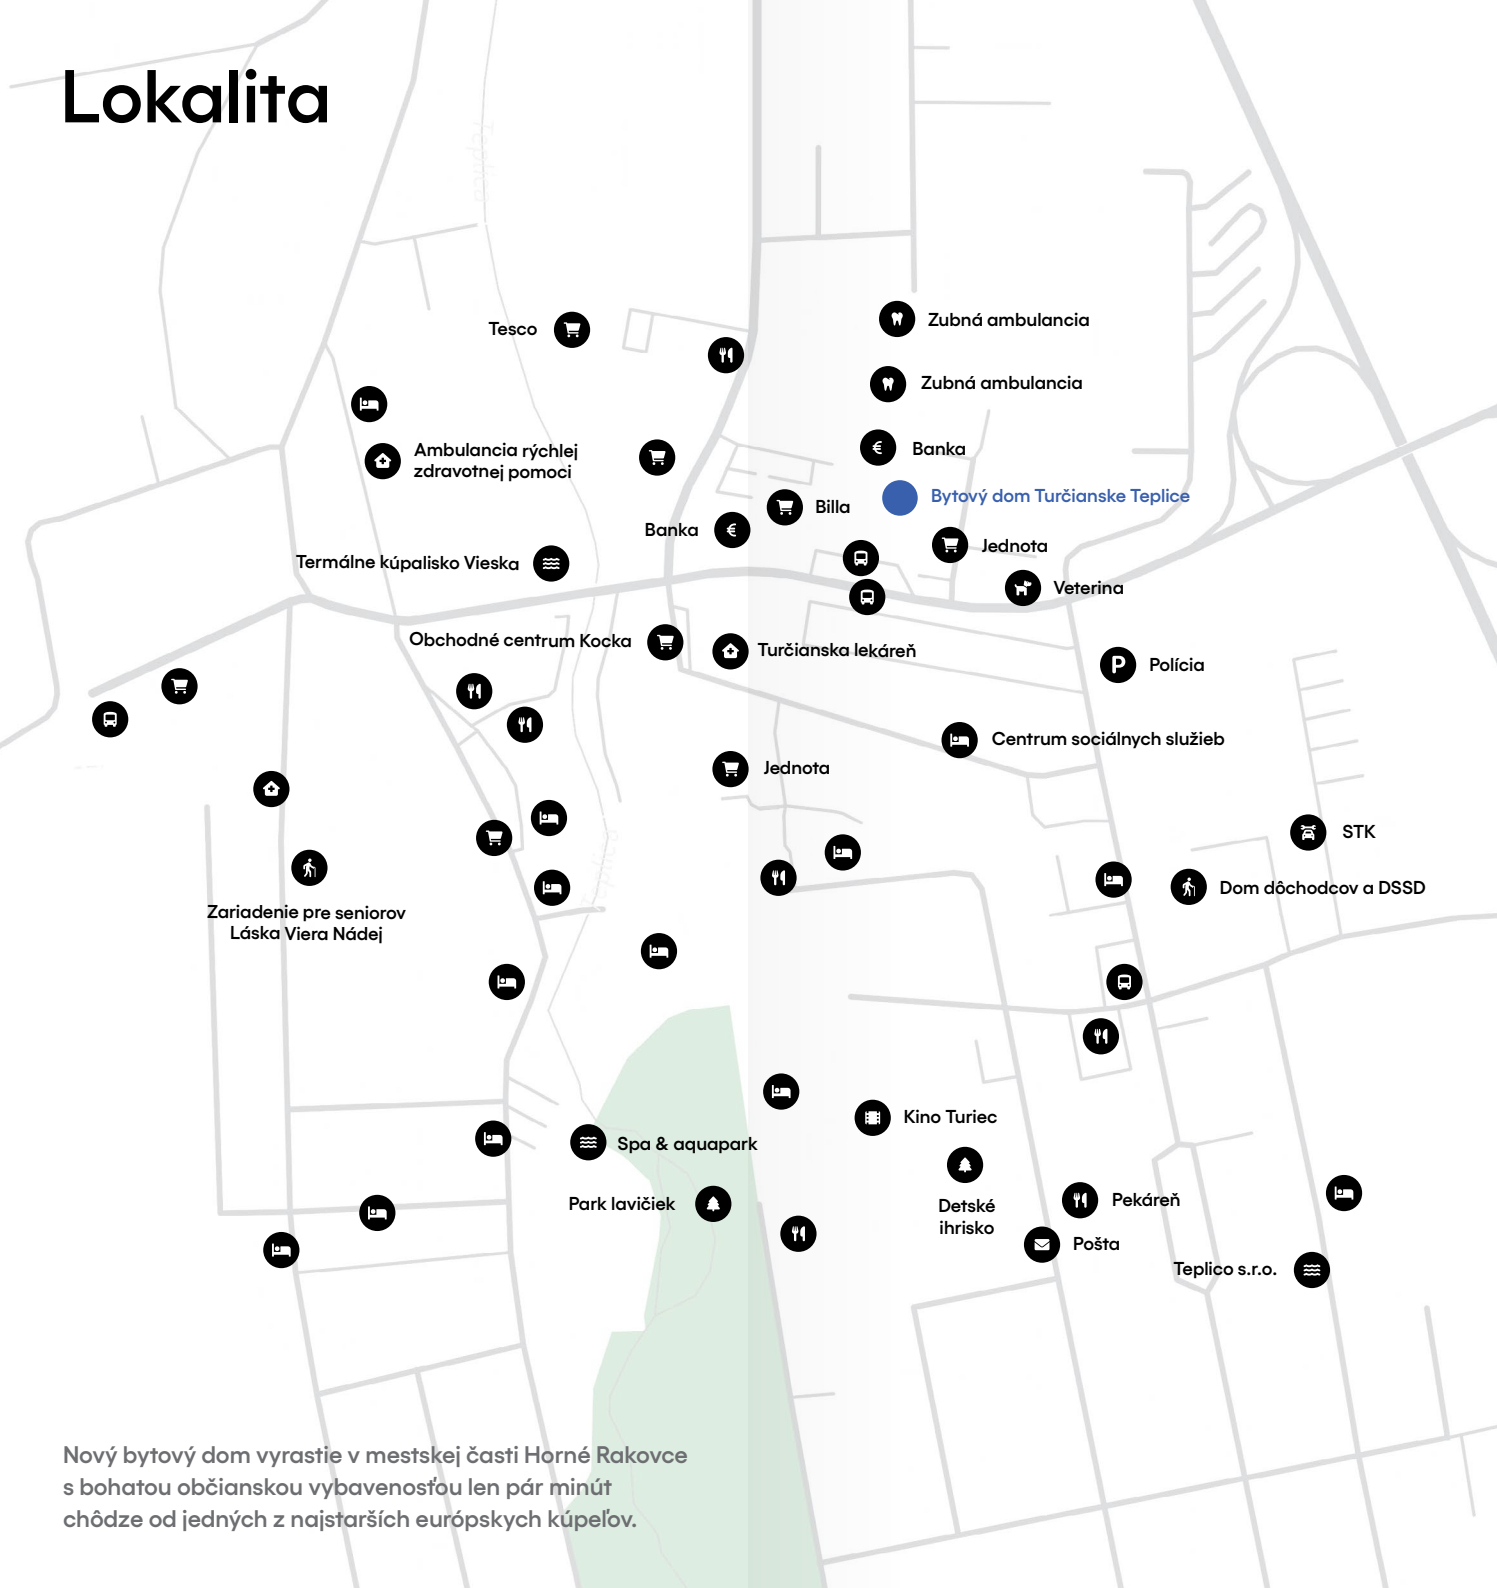 Lokalita
Zubná ambulancia
Tesco
Zubná ambulancia
Ambulancia rýchlej
zdravotnej pomoci
Banka
Bytový dom Turčianske Teplice
Billa
Banka
Jednota
Termálne kúpalisko Vieska
Veterina
Obchodné centrum Kocka
Turčianska lekáreň
P
Polícia
Centrum sociálnych služieb
Jednota
STK
Dom dôchodcov a DSSD
Zariadenie pre seniorov
Láska Viera Nádej
Kino Turiec
Spa & aquapark
Park lavičiek
Detské
ihrisko
Pekáreň
Pošta
Teplico s.r.o.
Nový bytový dom vyrastie v mestskej časti Horné Rakovce
s bohatou občianskou vybavenosťou len pár minút
chôdze od jedných z najstarších európskych kúpeľov.